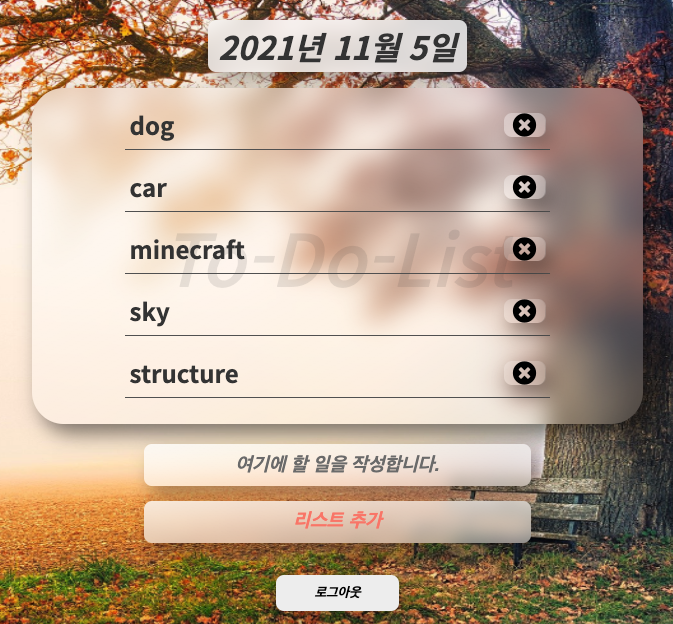 2021년 11월 5일
dog
car
minecraft
To-Do-List
sky
structure
여기에 할 일을 작성합니다.
리스트 추가
로그아웃